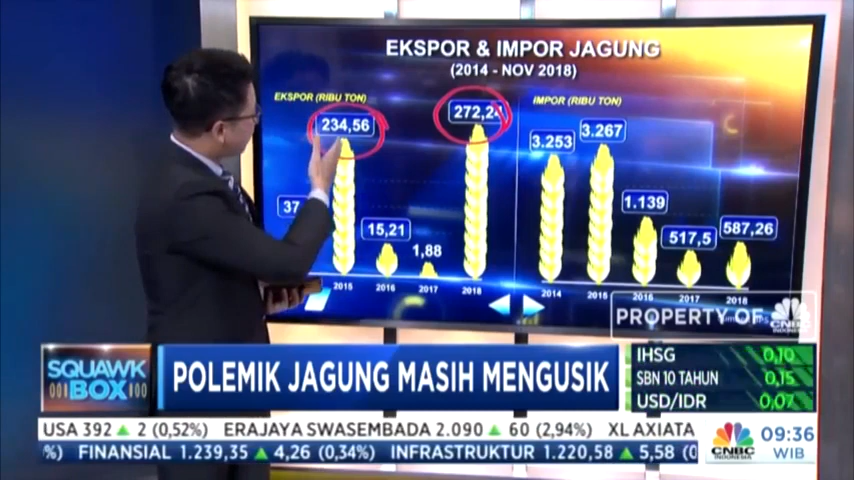 EKSPOR & IMPOR JAGUNG
(2014 - NOV 2018)
EKSPOR (RIBU TON)
IMPOR (RIBU TON)
37
234,56
15,21
1,88
272,24
3.253
3.267
1.139
517,5
587,26
2015
2016
2017
2018
2014
2015
2016
2017
2018
PROPERTY OF
CNBC
INDONESIA
SQUAWK
BOX
POLEMIK JAGUNG MASIH MENGUSIK
IHSG 0,10
SBN 10 TAHUN 0,15
USD/IDR 0,07
USA 392 ▲ 2 (0,52%) ERAJAYA SWASEMBADA 2.090 ▲ 60 (2,94%) XL AXIATA
%) FINANSIAL 1.239,35 ▲ 4,26 (0,34%) INFRASTRUKTUR 1.220,58 ▲ 5,58 (0
CNBC
INDONESIA
09:36
WIB